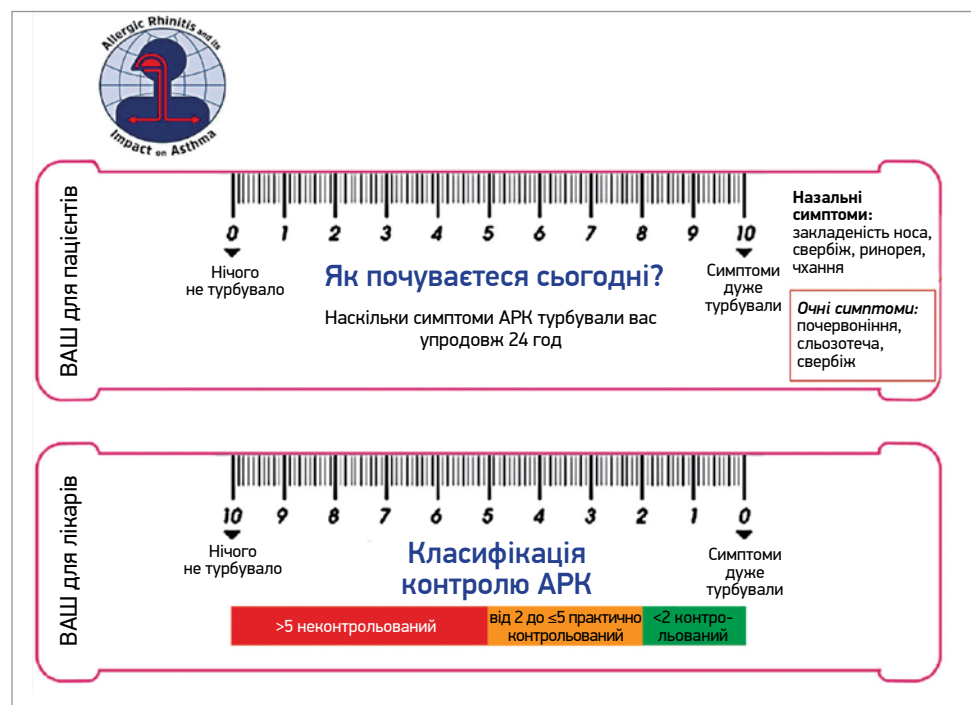 Allergic Rhinitis and its
Impact on Asthma
ВАШ для пацієнтів
0 1 2 3 4 5 6 7 8 9 10
Нічого
не турбувало
Як почуваєтеся сьогодні?
Наскільки симптоми АРК турбували вас
упродовж 24 год
Симптоми
дуже
турбували
Назальні
симптоми:
закладеність носа,
свербіж, ринорея,
чхання
Очні симптоми:
почервоніння,
сльозотеча,
свербіж
ВАШ для лікарів
10 9 8 7 6 5 4 3 2 1 0
Нічого
не турбувало
Класифікація
контролю АРК
Симптоми
дуже
турбували
>5 неконтрольований
від 2 до ≤5 практично
контрольований
<2 контро-
льований